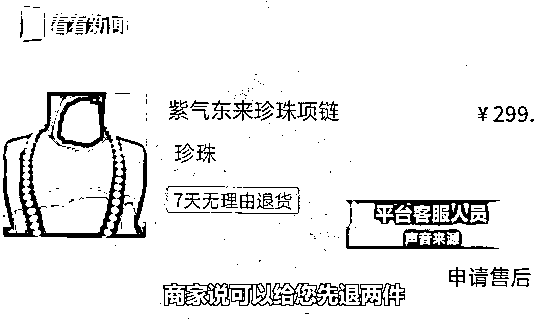 看看新闻
紫气东来珍珠项链
¥299.
珍珠
7天无理由退货
平台客服人员
声音来源
申请售后
商家说可以给您先退两件